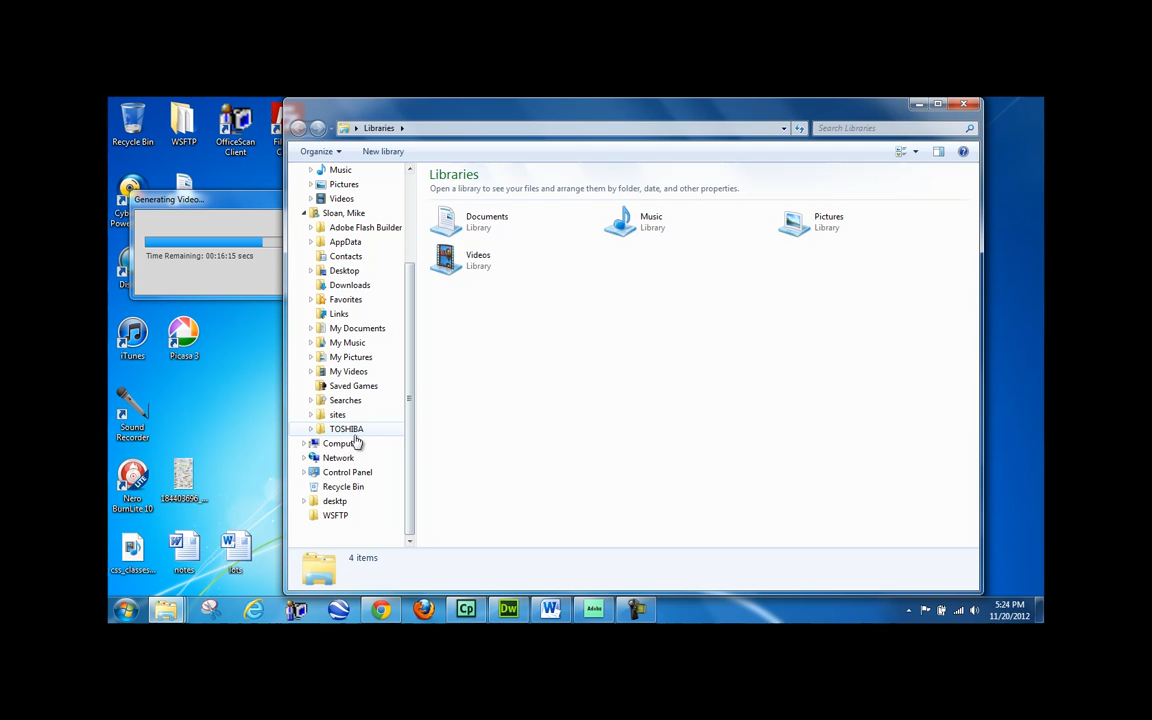 Recycle Bin
WSFTP
OfficeScan
Client
Generating Video...
Time Remaining: 00:16:15 secs
iTunes
Picasa 3
Sound
Recorder
Nero
BurnLite 10
184403696_...
css_classes...
notes
lots
Libraries
Search Libraries
Organize
New library
Music
Pictures
Videos
Sloan, Mike
Adobe Flash Builder
AppData
Contacts
Desktop
Downloads
Favorites
Links
My Documents
My Music
My Pictures
My Videos
Saved Games
Searches
sites
TOSHIBA
Network
Control Panel
Recycle Bin
desktp
WSFTP
Libraries
Open a library to see your files and arrange them by folder, date, and other properties.
Documents
Library
Music
Library
Pictures
Library
Videos
Library
4 items
Cp
Dw
W
Adobe
5:24 PM
11/20/2012